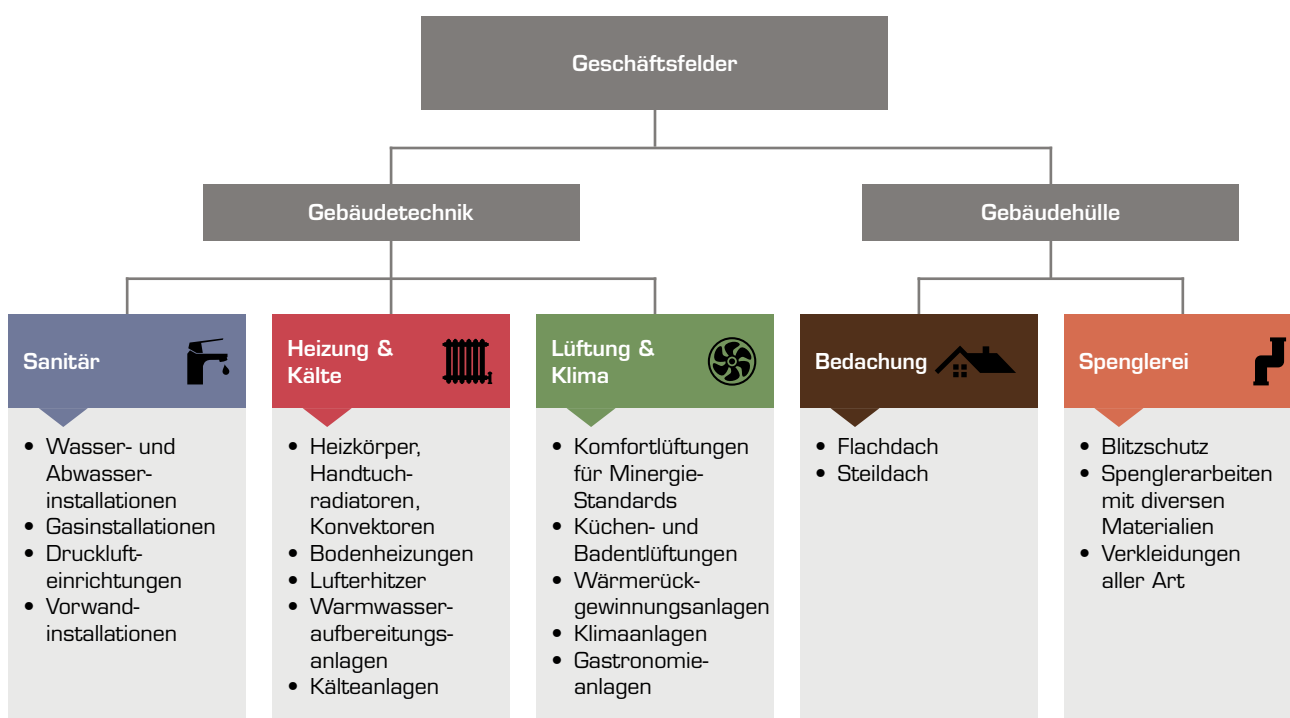 Geschäftsfelder
Gebäudetechnik
Gebäudehülle
Sanitär
• Wasser- und
Abwasser-
installationen
• Gasinstallationen
• Druckluft-
einrichtungen
• Vorwand-
installationen
Heizung &
Kälte
• Heizkörper,
Handtuch-
radiatoren,
Konvektoren
• Bodenheizungen
• Lufterhitzer
• Warmwasser-
aufbereitungs-
anlagen
• Kälteanlagen
Lüftung &
Klima
• Komfortlüftungen
für Minergie-
Standards
• Küchen- und
Badentlüftungen
• Wärmerück-
gewinnungsanlagen
• Klimaanlagen
• Gastronomie-
anlagen
Bedachung
• Flachdach
• Steildach
Spenglerei
• Blitzschutz
• Spenglerarbeiten
mit diversen
Materialien
• Verkleidungen
aller Art